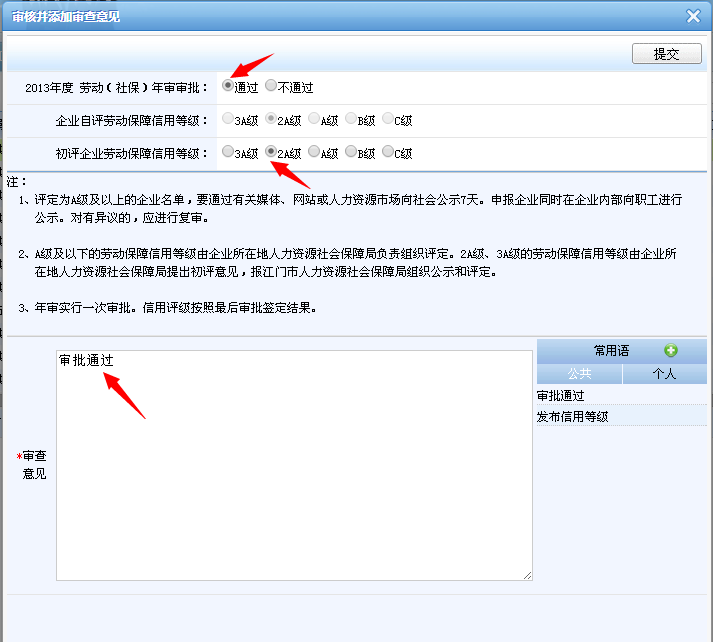 审核并添加审查意见
提交
2013年度 劳动(社保)年审审批： 通过 不通过
企业自评劳动保障信用等级： 3A级 2A级 A级 B级 C级
初评企业劳动保障信用等级： 3A级 2A级 A级 B级 C级
注：
1、评定为A级及以上的企业名单，要通过有关媒体、网站或人力资源市场向社会公示7天。申报企业同时在企业内部向职工进行
公示。对有异议的，应进行复审。
2、A级及以下的劳动保障信用等级由企业所在地人力资源社会保障局负责组织评定。2A级、3A级的劳动保障信用等级由企业所
在地人力资源社会保障局提出初评意见，报江门市人力资源社会保障局组织公示和评定。
3、年审实行一次审批。信用评级按照最后审批签定结果。
审批通过
*审查
意见
常用语
公共 个人
审批通过
发布信用等级